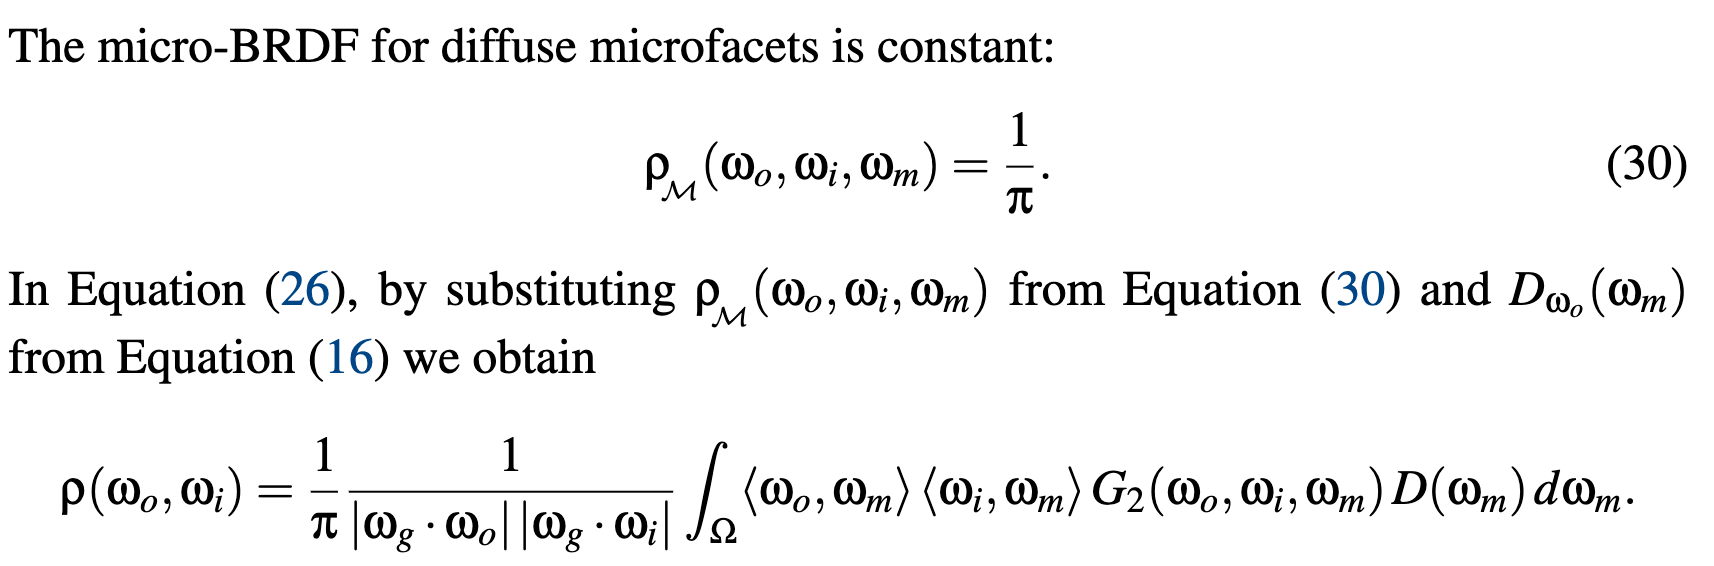 The micro-BRDF for diffuse microfacets is constant:
ρ_ℳ(ω_o, ω_i, ω_m) = 1/π. (30)
In Equation (26), by substituting ρ_ℳ(ω_o, ω_i, ω_m) from Equation (30) and D_{ω_o}(ω_m)
from Equation (16) we obtain
ρ(ω_o, ω_i) = 1/π 1/(|ω_g · ω_o| |ω_g · ω_i|) ∫_Ω ⟨ω_o, ω_m⟩ ⟨ω_i, ω_m⟩ G_2(ω_o, ω_i, ω_m) D(ω_m) dω_m.